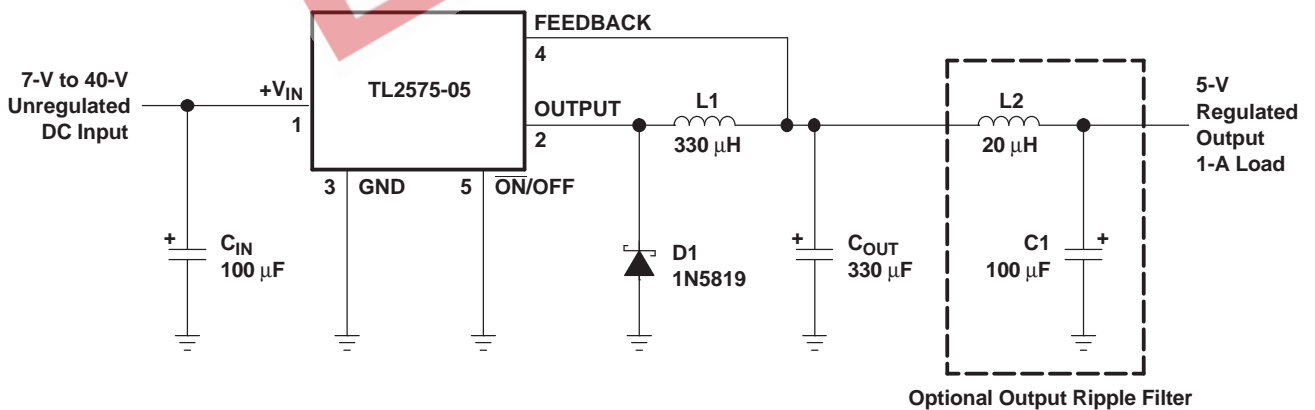 FEEDBACK
4
7-V to 40-V
Unregulated
DC Input
+VIN
1
TL2575-05
OUTPUT
2
L1
330 μH
L2
20 μH
5-V
Regulated
Output
1-A Load
3 GND
5 ON/OFF
+
CIN
100 μF
D1
1N5819
+
COUT
330 μF
C1
100 μF
+
Optional Output Ripple Filter